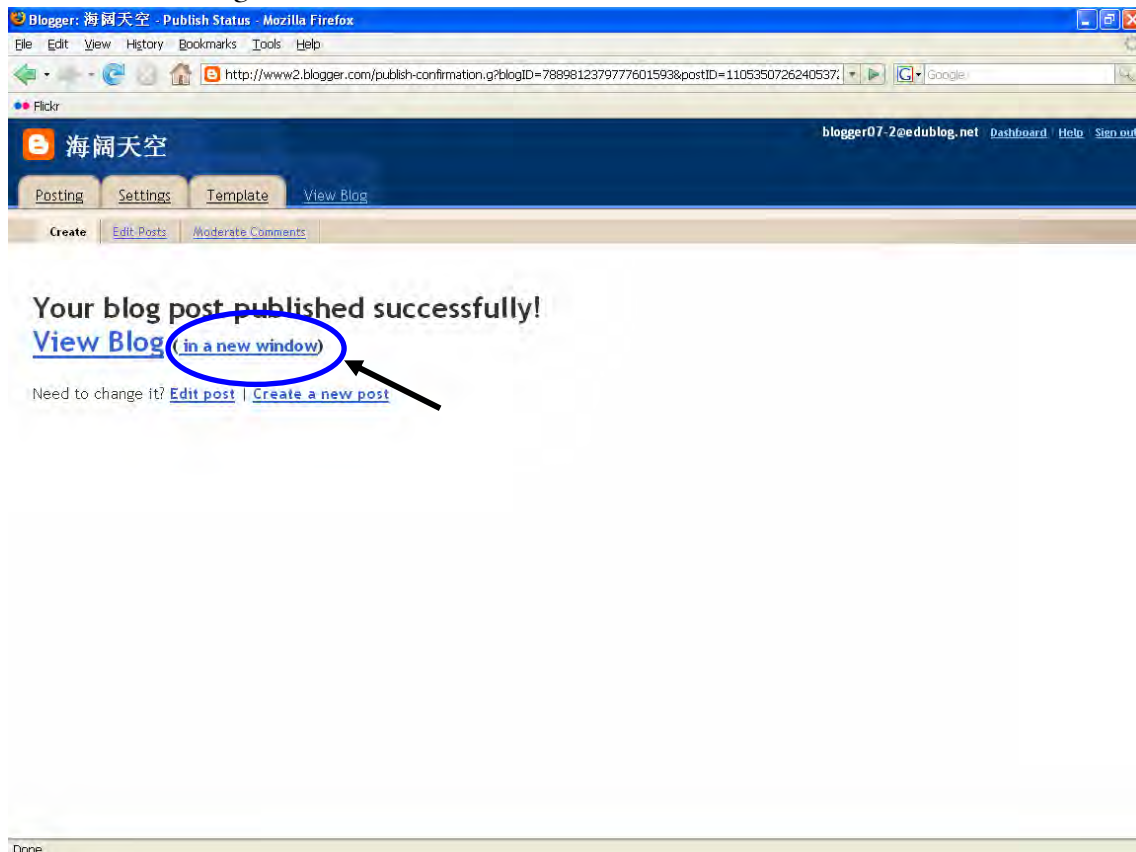 Blogger: 海阔天空 - Publish Status - Mozilla Firefox
File Edit View History Bookmarks Tools Help
http://www2.blogger.com/publish-confirmation.g?blogID=7889812379777601593&postID=1105350726240537 Google
Flickr
海阔天空 blogger07-2@edublog.net Dashboard Help Sign out
Posting Settings Template View Blog
Create Edit Posts Moderate Comments
Your blog post published successfully!
View Blog ( in a new window)
Need to change it? Edit post | Create a new post
Done